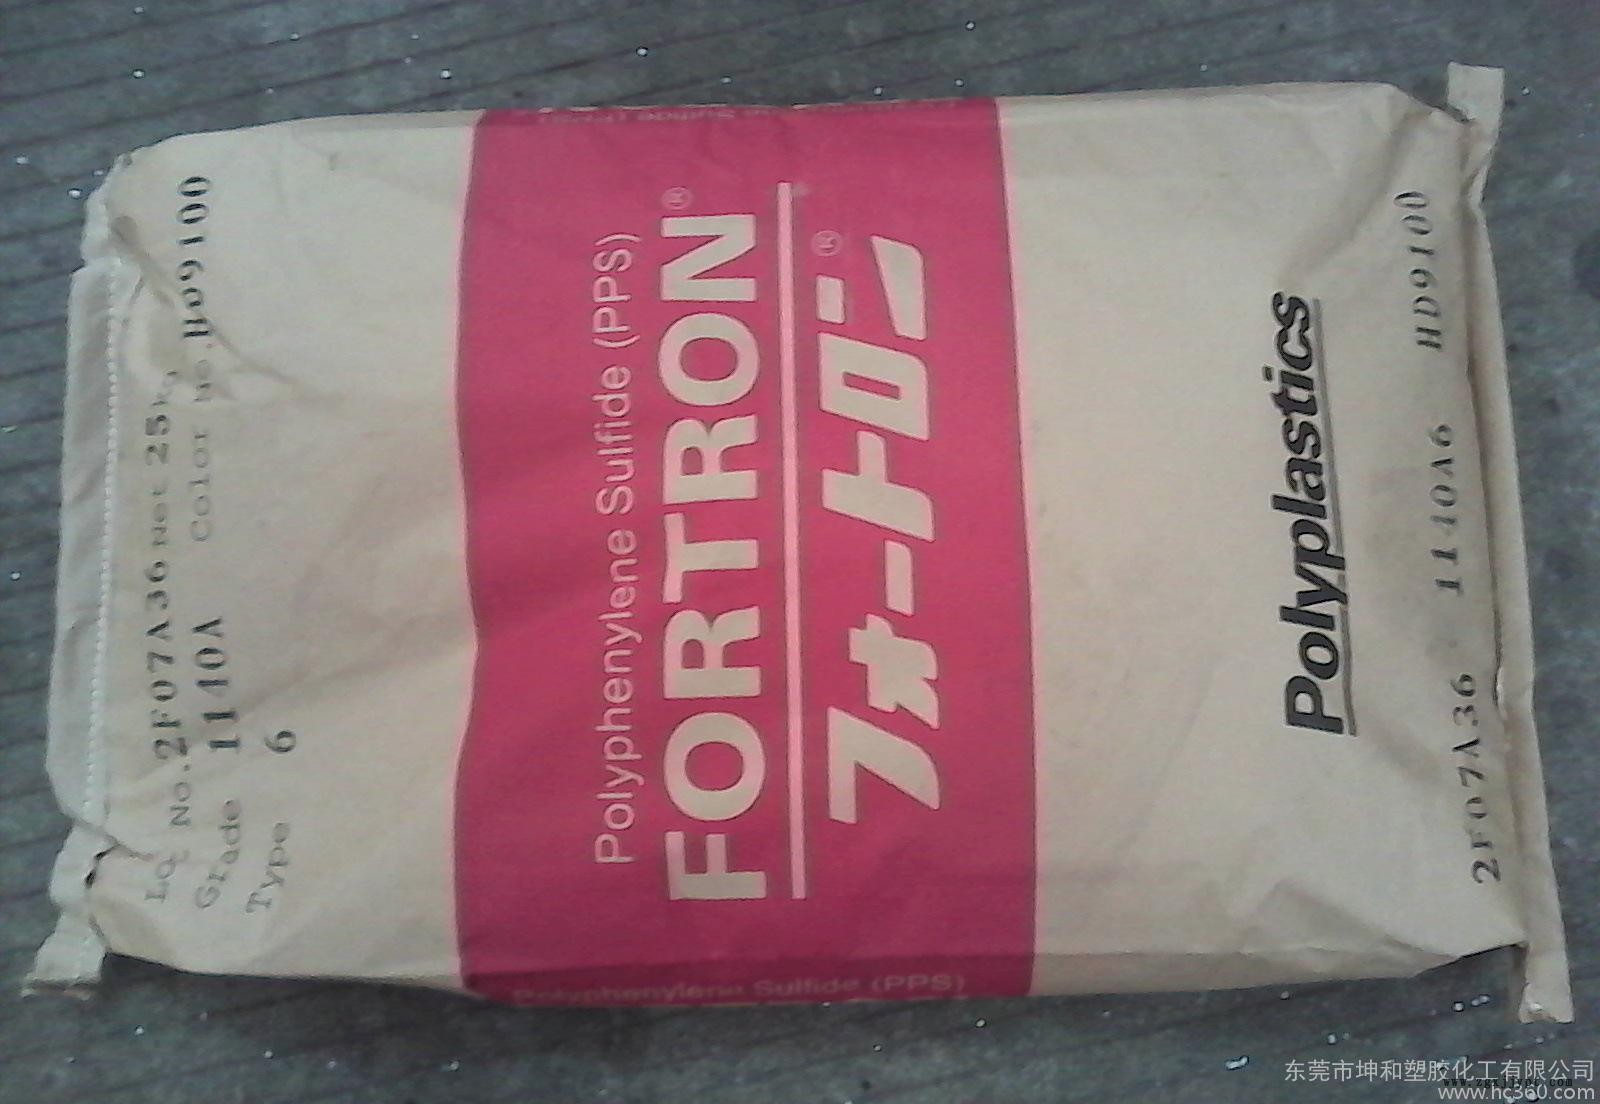 Lot No.2F07A36 Net 25kg
Grade 1140A Color No.HD9100
Type 6
Polyphenylene Sulfide (PPS)
FORTRON®
フォートロン®
Polyplastics
2F07A36 1140A6 HD9100
Polyphenylene Sulfide (PPS)
东莞市坤和塑胶化工有限公司
www.hc360.com